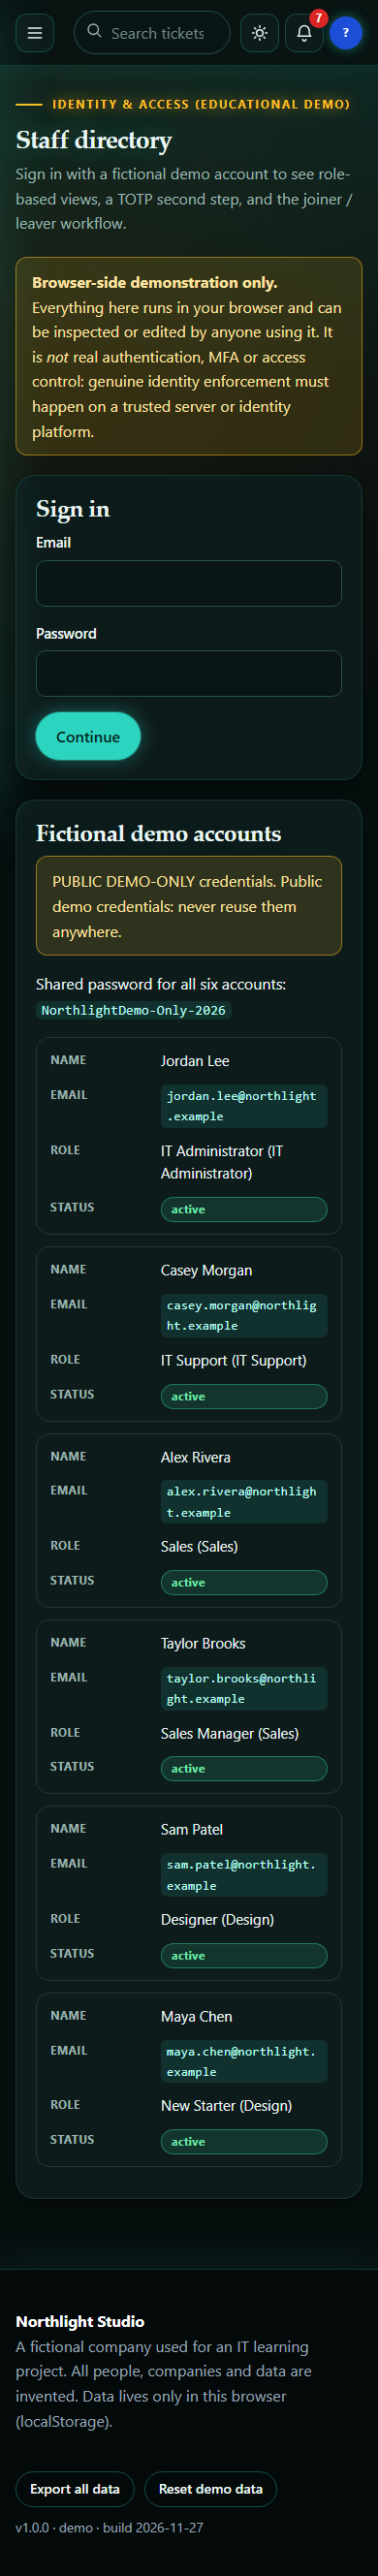 Search tickets
7
?
IDENTITY & ACCESS (EDUCATIONAL DEMO)
Staff directory
Sign in with a fictional demo account to see role-
based views, a TOTP second step, and the joiner /
leaver workflow.
Browser-side demonstration only.
Everything here runs in your browser and can
be inspected or edited by anyone using it. It
is not real authentication, MFA or access
control: genuine identity enforcement must
happen on a trusted server or identity
platform.
Sign in
Email
Password
Continue
Fictional demo accounts
PUBLIC DEMO-ONLY credentials. Public
demo credentials: never reuse them
anywhere.
Shared password for all six accounts:
NorthlightDemo-Only-2026
NAME Jordan Lee
EMAIL jordan.lee@northlight
.example
ROLE IT Administrator (IT
Administrator)
STATUS active
NAME Casey Morgan
EMAIL casey.morgan@northlig
ht.example
ROLE IT Support (IT Support)
STATUS active
NAME Alex Rivera
EMAIL alex.rivera@northligh
t.example
ROLE Sales (Sales)
STATUS active
NAME Taylor Brooks
EMAIL taylor.brooks@northli
ght.example
ROLE Sales Manager (Sales)
STATUS active
NAME Sam Patel
EMAIL sam.patel@northlight.
example
ROLE Designer (Design)
STATUS active
NAME Maya Chen
EMAIL maya.chen@northlight.
example
ROLE New Starter (Design)
STATUS active
Northlight Studio
A fictional company used for an IT learning
project. All people, companies and data are
invented. Data lives only in this browser
(localStorage).
Export all data
Reset demo data
v1.0.0 · demo · build 2026-11-27